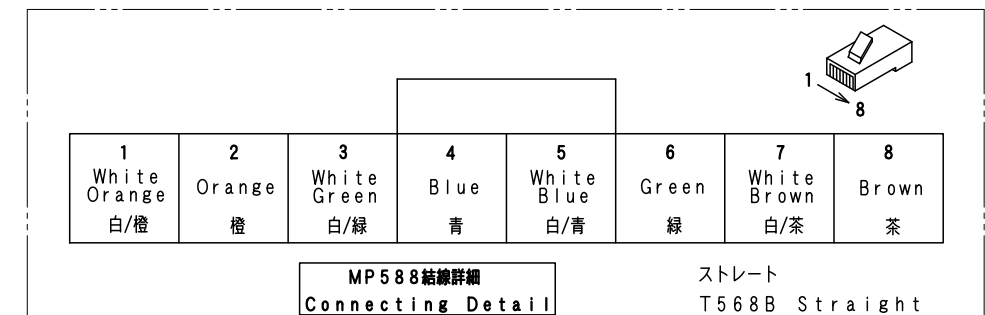 1
8
1
White
Orange
白/橙
2
Orange
橙
3
White
Green
白/緑
4
Blue
青
5
White
Blue
白/青
6
Green
緑
7
White
Brown
白/茶
8
Brown
茶
MP588結線詳細
Connecting Detail
ストレート
T568B Straight